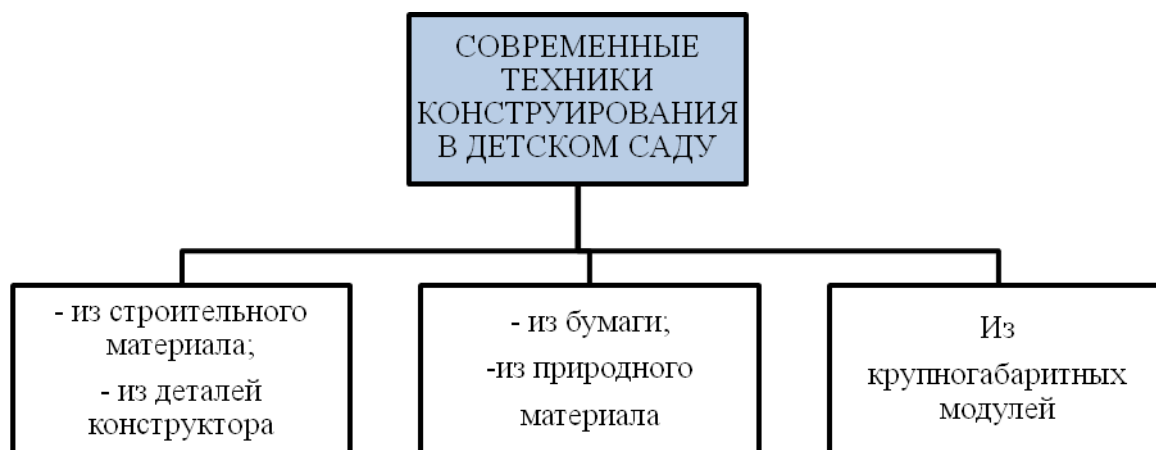 СОВРЕМЕННЫЕ
ТЕХНИКИ
КОНСТРУИРОВАНИЯ
В ДЕТСКОМ САДУ
- из строительного
материала;
- из деталей
конструктора
- из бумаги;
-из природного
материала
Из
крупногабаритных
модулей